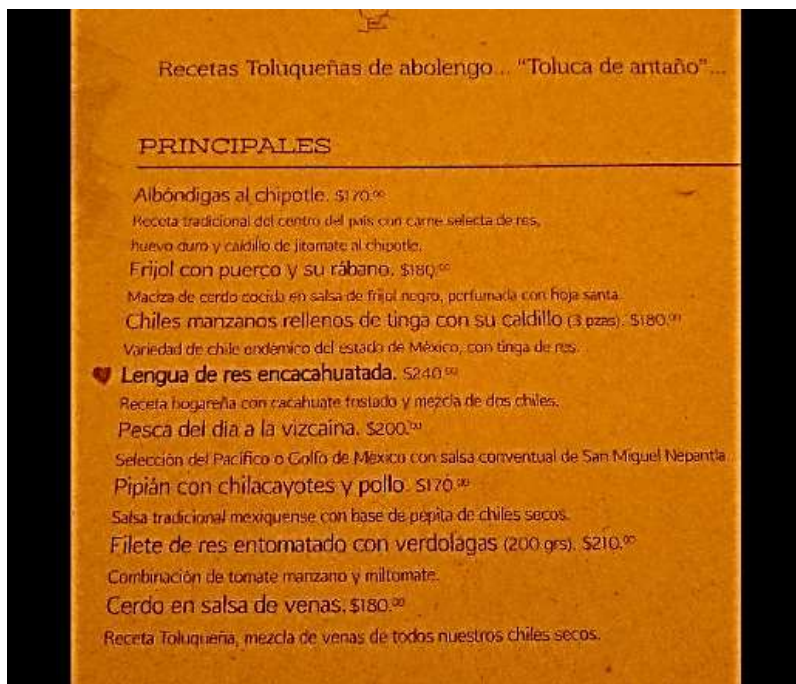 Recetas Toluqueñas de abolengo... "Toluca de antaño"...
PRINCIPALES
Albóndigas al chipotle. $170.00
Receta tradicional del centro del país con carne selecta de res,
huevo duro y caldillo de jitomate al chipotle.
Frijol con puerco y su rábano. $180.00
Maciza de cerdo cocida en salsa de frijol negro, perfumada con hoja santa.
Chiles manzanos rellenos de tinga con su caldillo (3 pzas). $180.00
Variedad de chile endémico del estado de México, con tinga de res.
Lengua de res encacahuatada. $240.00
Receta hogareña con cacahuate tostado y mezcla de dos chiles.
Pesca del día a la vizcaina. $200.00
Selección del Pacífico o Golfo de México con salsa conventual de San Miguel Nepantla
Pipián con chilacayotes y pollo. $170.00
Salsa tradicional mexiquense con base de pepita de chiles secos.
Filete de res entomatado con verdolagas (200 grs). $210.00
Combinación de tomate manzano y miltomate.
Cerdo en salsa de venas. $180.00
Receta Toluqueña, mezcla de venas de todos nuestros chiles secos.